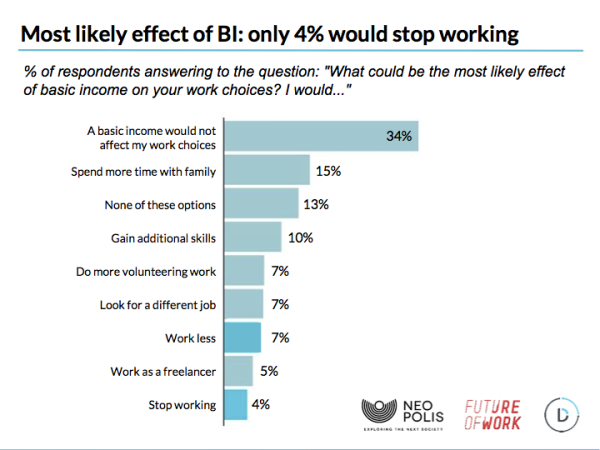 Most likely effect of BI: only 4% would stop working
% of respondents answering to the question: "What could be the most likely effect
of basic income on your work choices? I would..."
A basic income would not
affect my work choices
34%
Spend more time with family
15%
None of these options
13%
Gain additional skills
10%
Do more volunteering work
7%
Look for a different job
7%
Work less
7%
Work as a freelancer
5%
Stop working
4%
NEO
POLIS
EXPLORING THE NEXT SOCIETY
FUTURE
OFWORK
D